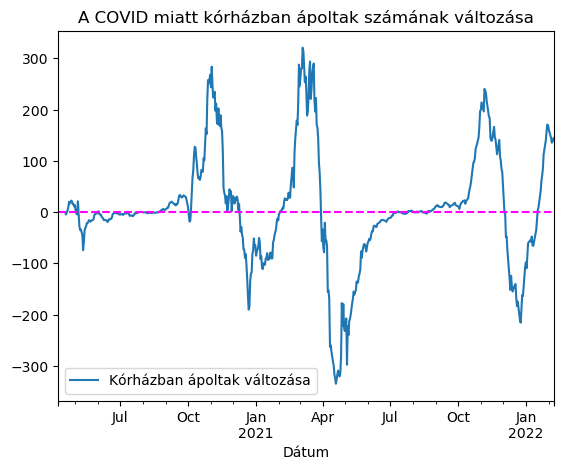 A COVID miatt kórházban ápoltak számának változása
300
200
100
0
−100
−200
−300
Kórházban ápoltak változása
Jul Oct Jan Apr Jul Oct Jan
2021 2022
Dátum